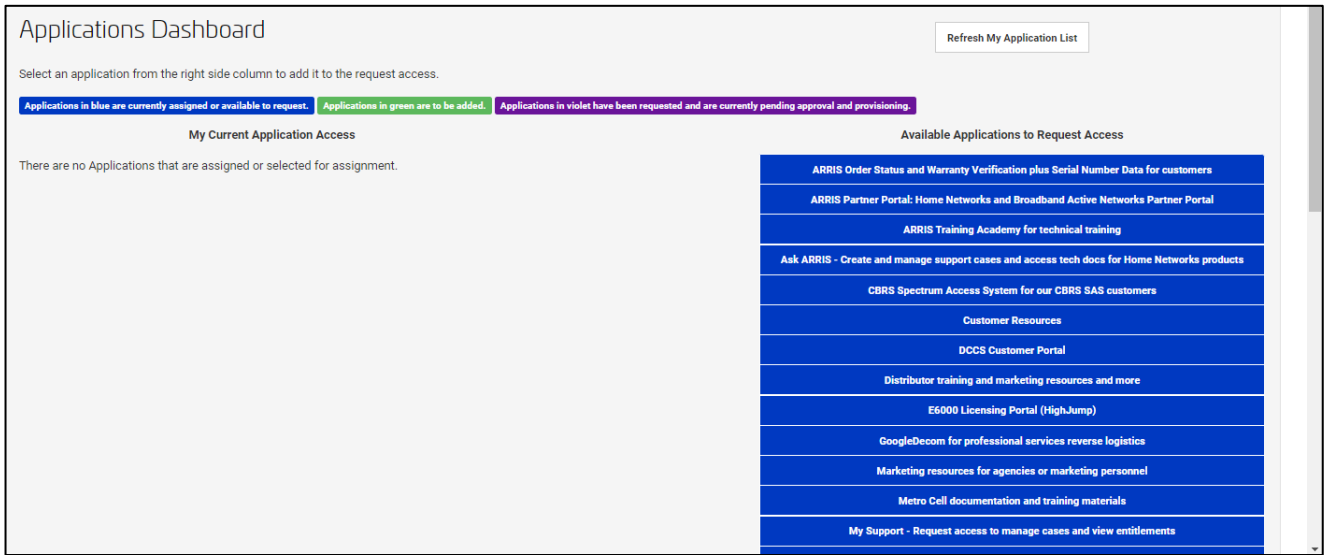 Applications Dashboard
Refresh My Application List
Select an application from the right side column to add it to the request access.
Applications in blue are currently assigned or available to request. Applications in green are to be added. Applications in violet have been requested and are currently pending approval and provisioning.
My Current Application Access
There are no Applications that are assigned or selected for assignment.
Available Applications to Request Access
ARRIS Order Status and Warranty Verification plus Serial Number Data for customers
ARRIS Partner Portal: Home Networks and Broadband Active Networks Partner Portal
ARRIS Training Academy for technical training
Ask ARRIS - Create and manage support cases and access tech docs for Home Networks products
CBRS Spectrum Access System for our CBRS SAS customers
Customer Resources
DCCS Customer Portal
Distributor training and marketing resources and more
E6000 Licensing Portal (HighJump)
GoogleDecom for professional services reverse logistics
Marketing resources for agencies or marketing personnel
Metro Cell documentation and training materials
My Support - Request access to manage cases and view entitlements